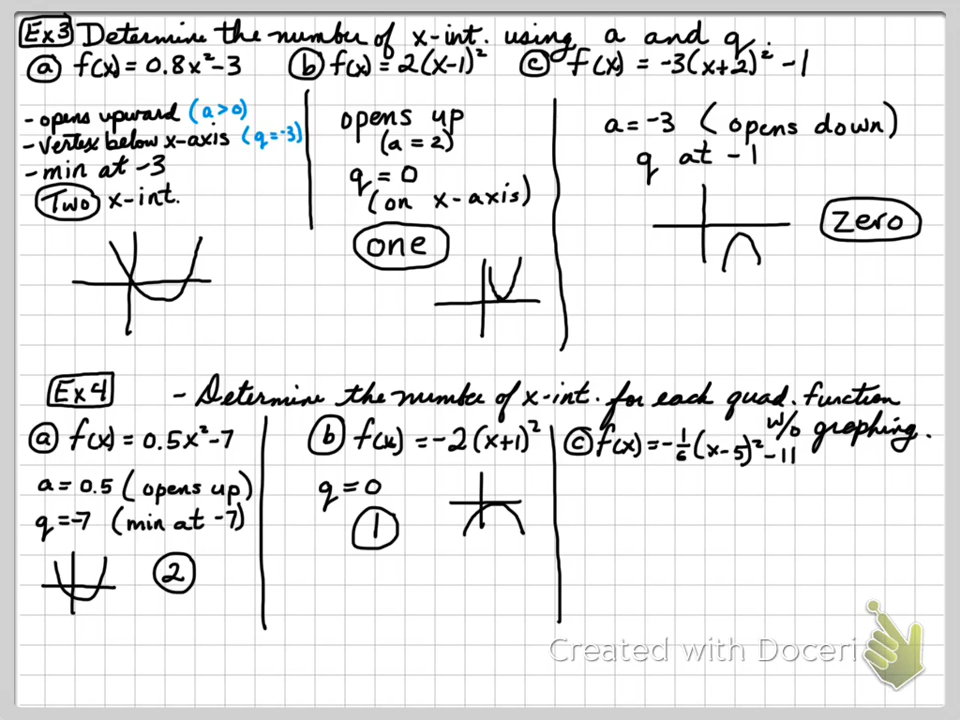 Ex3 Determine the number of x-int. using a and q.
ⓐ f(x) = 0.8x²-3 ⓑ f(x) = 2(x-1)² ⓒ f(x) = -3(x+2)² -1
- opens upward (a>0)
- vertex below x-axis (q=-3)
- min at -3
Two x-int.
opens up
(a = 2)
q = 0
(on x-axis)
one
a = -3 (opens down)
q at -1
zero
Ex4 - Determine the number of x-int. for each quad. function
w/o graphing.
ⓐ f(x) = 0.5x²-7 ⓑ f(x) = -2(x+1)² ⓒ f(x) = -1/6(x-5)² -11
a = 0.5 (opens up)
q = -7 (min at -7)
2
q = 0
1
Created with Doceri